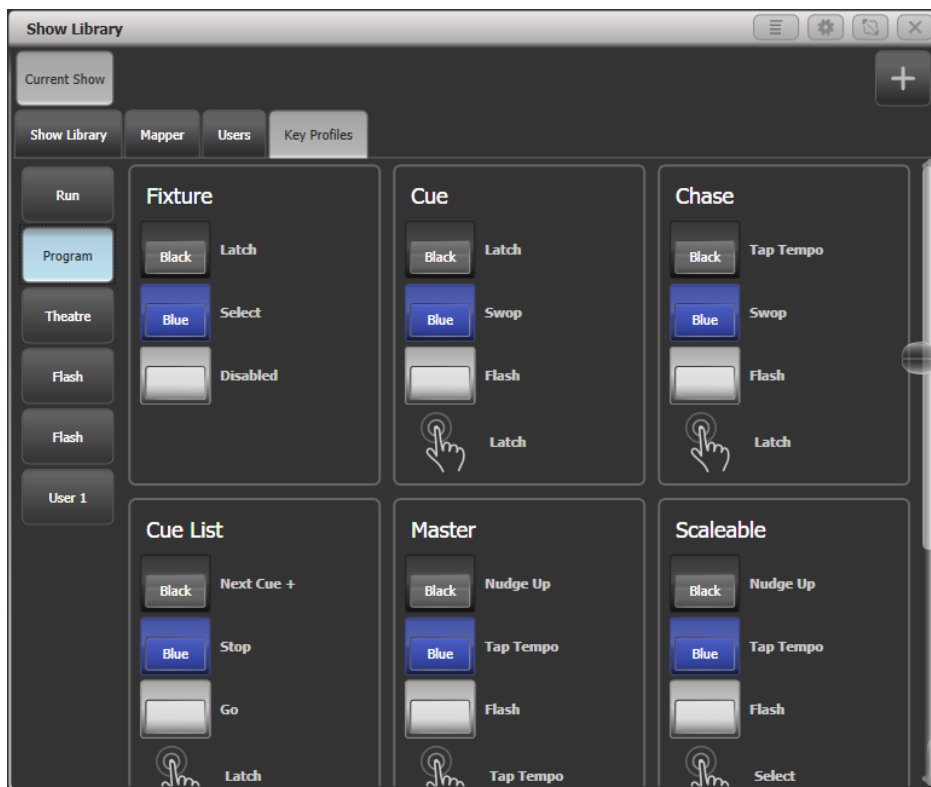 Show Library
Current Show
Show Library Mapper Users Key Profiles
Run
Program
Theatre
Flash
Flash
User 1
Fixture
Black Latch
Blue Select
Disabled
Cue
Black Latch
Blue Swop
Flash
Latch
Chase
Black Tap Tempo
Blue Swop
Flash
Latch
Cue List
Black Next Cue +
Blue Stop
Go
Latch
Master
Black Nudge Up
Blue Tap Tempo
Flash
Tap Tempo
Scaleable
Black Nudge Up
Blue Tap Tempo
Flash
Select